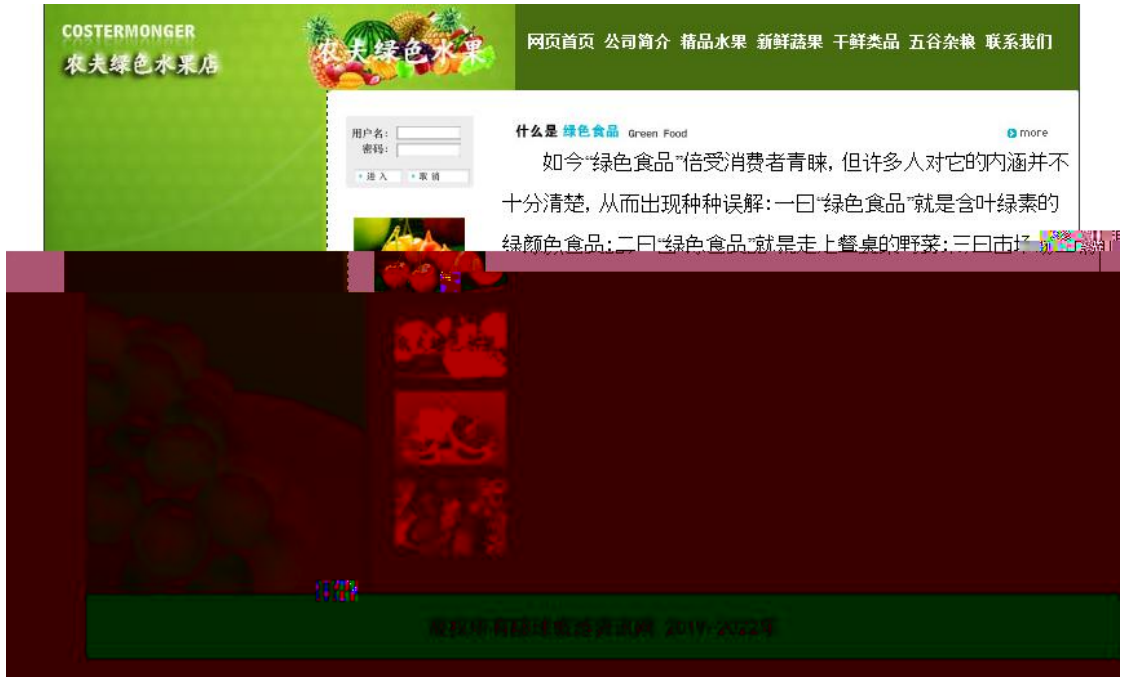 COSTERMONGER
农夫绿色水果店
农夫绿色水果
网页首页 公司简介 精品水果 新鲜蔬果 干鲜类品 五谷杂粮 联系我们
用户名:
密码:
进入 取消
什么是 绿色食品 Green Food
more
如今“绿色食品”倍受消费者青睐,但许多人对它的内涵并不
十分清楚,从而出现种种误解:一曰“绿色食品”就是含叶绿素的
绿颜色食品;二曰“绿色食品”就是走上餐桌的野菜;三曰市场